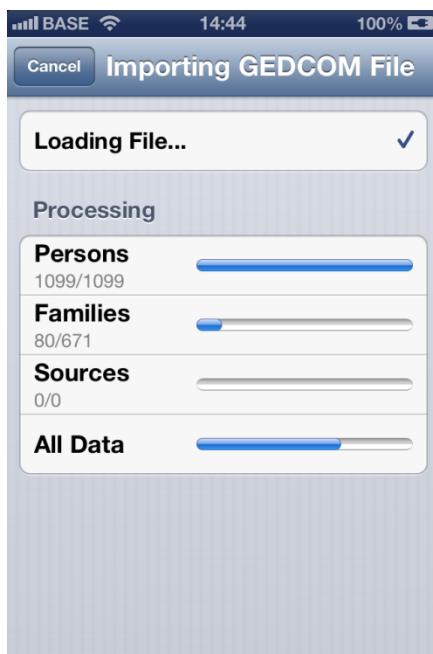 BASE 14:44 100%
Cancel Importing GEDCOM File
Loading File...
Processing
Persons
1099/1099
Families
80/671
Sources
0/0
All Data